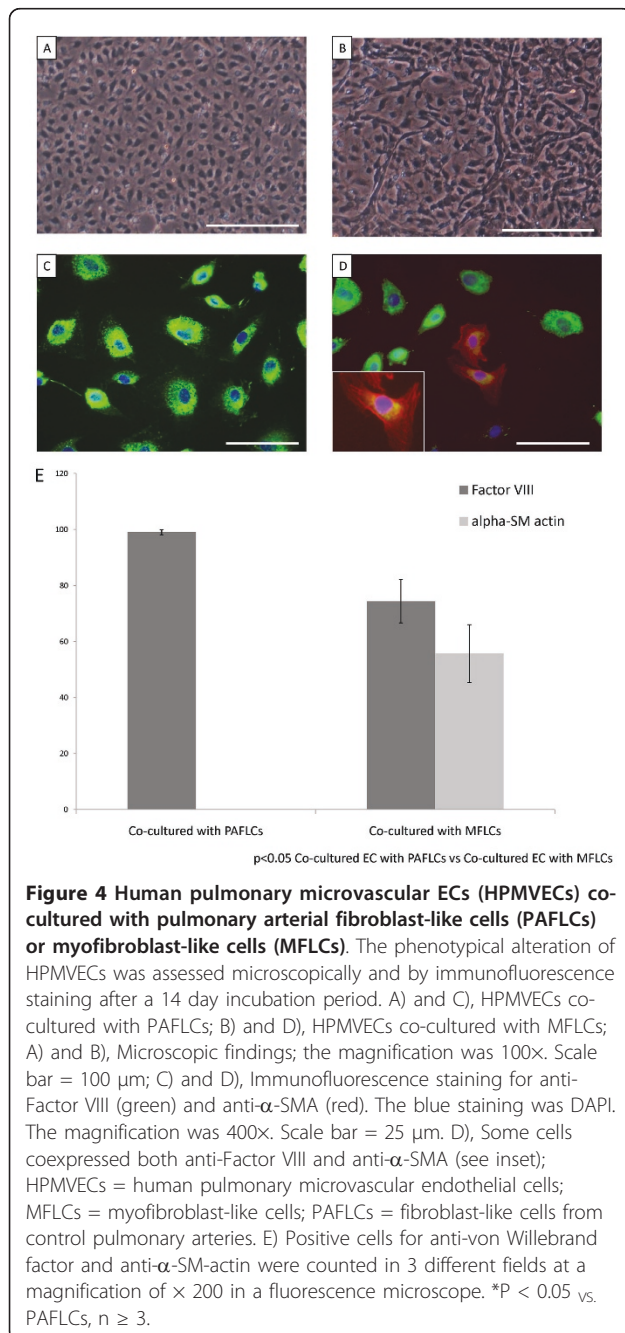 A
B
C
D
E
120
100
80
60
40
20
0
Factor VIII
alpha-SM actin
Co-cultured with PAFLCs
Co-cultured with MFLCs
p<0.05 Co-cultured EC with PAFLCs vs Co-cultured EC with MFLCs
Figure 4 Human pulmonary microvascular ECs (HPMVECs) co-
cultured with pulmonary arterial fibroblast-like cells (PAFLCs)
or myofibroblast-like cells (MFLCs). The phenotypical alteration of
HPMVECs was assessed microscopically and by immunofluorescence
staining after a 14 day incubation period. A) and C), HPMVECs co-
cultured with PAFLCs; B) and D), HPMVECs co-cultured with MFLCs;
A) and B), Microscopic findings; the magnification was 100×. Scale
bar = 100 μm; C) and D), Immunofluorescence staining for anti-
Factor VIII (green) and anti-α-SMA (red). The blue staining was DAPI.
The magnification was 400×. Scale bar = 25 μm. D), Some cells
coexpressed both anti-Factor VIII and anti-α-SMA (see inset);
HPMVECs = human pulmonary microvascular endothelial cells;
MFLCs = myofibroblast-like cells; PAFLCs = fibroblast-like cells from
control pulmonary arteries. E) Positive cells for anti-von Willebrand
factor and anti-α-SM-actin were counted in 3 different fields at a
magnification of × 200 in a fluorescence microscope. *P < 0.05 vs.
PAFLCs, n ≥ 3.